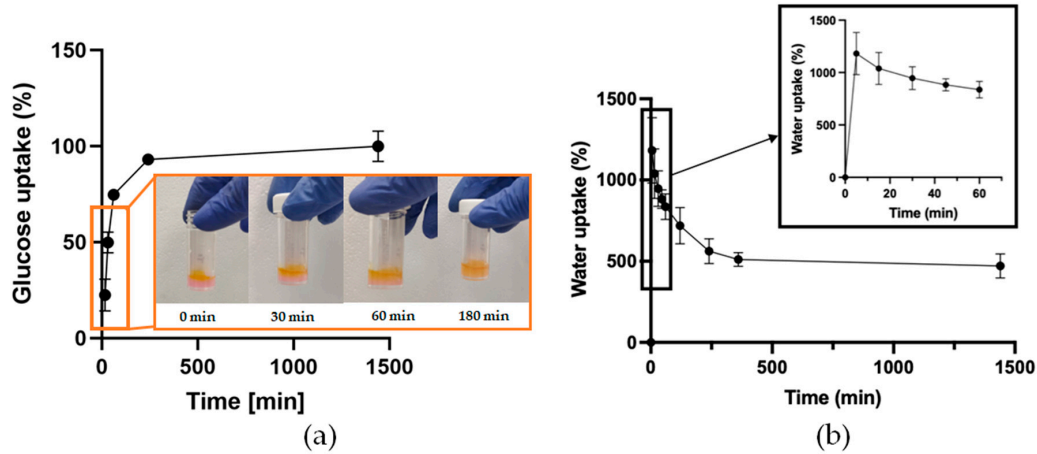 150
100
50
0
Glucose uptake (%)
0 min
30 min
60 min
180 min
0
500
1000
1500
Time [min]
(a)
1500
1000
500
0
Water uptake (%)
0
500
1000
1500
Time (min)
1500
1000
500
0
Water uptake (%)
0
20
40
60
Time (min)
(b)